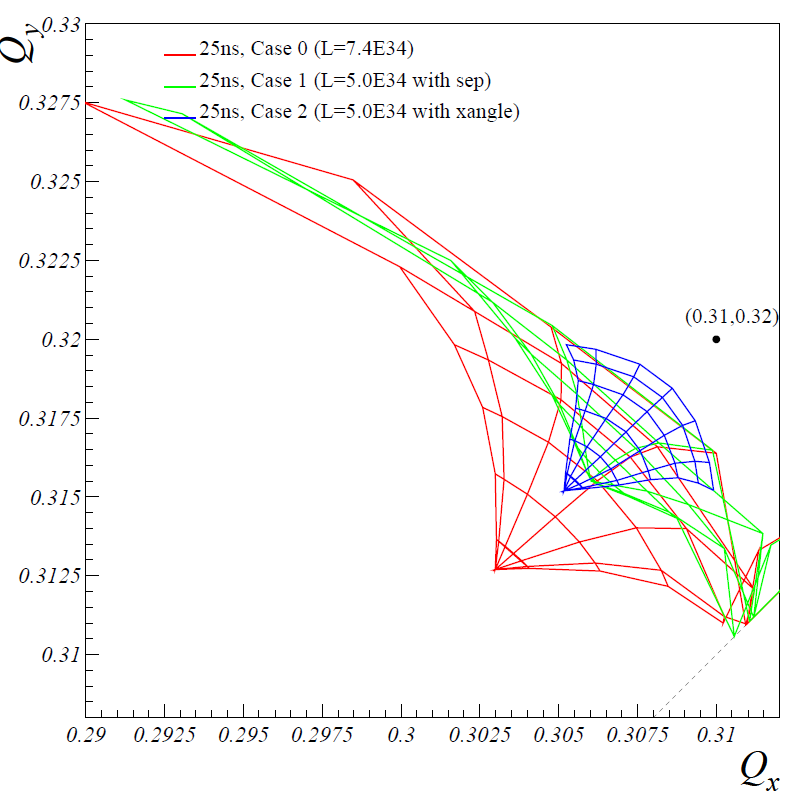 Q_y
0.33
25ns, Case 0 (L=7.4E34)
25ns, Case 1 (L=5.0E34 with sep)
25ns, Case 2 (L=5.0E34 with xangle)
0.3275
0.325
0.3225
0.32
(0.31,0.32)
0.3175
0.315
0.3125
0.31
0.29 0.2925 0.295 0.2975 0.3 0.3025 0.305 0.3075 0.31
Q_x